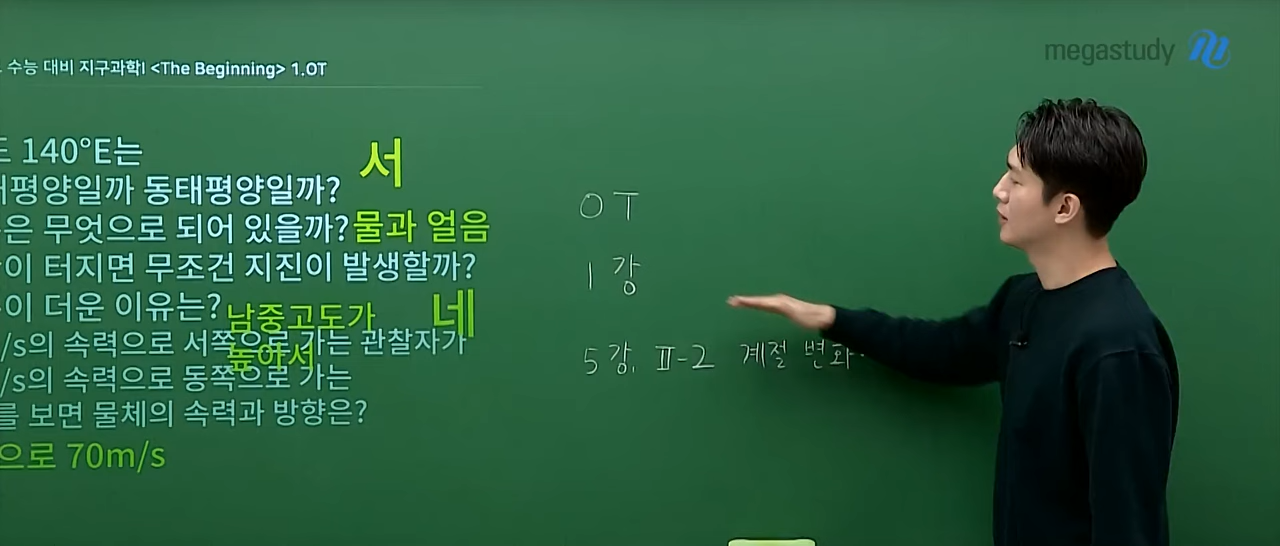 수능 대비 지구과학I <The Beginning> 1.OT
megastudy
140°E는
서
평양일까 동태평양일까?
은 무엇으로 되어 있을까? 물과 얼음
이 터지면 무조건 지진이 발생할까?
네
이 더운 이유는? 남중고도가
높아서
/s의 속력으로 서쪽으로 가는 관찰자가
/s의 속력으로 동쪽으로 가는
를 보면 물체의 속력과 방향은?
으로 70m/s
OT
1강
5강, Ⅱ-2 계절 변화